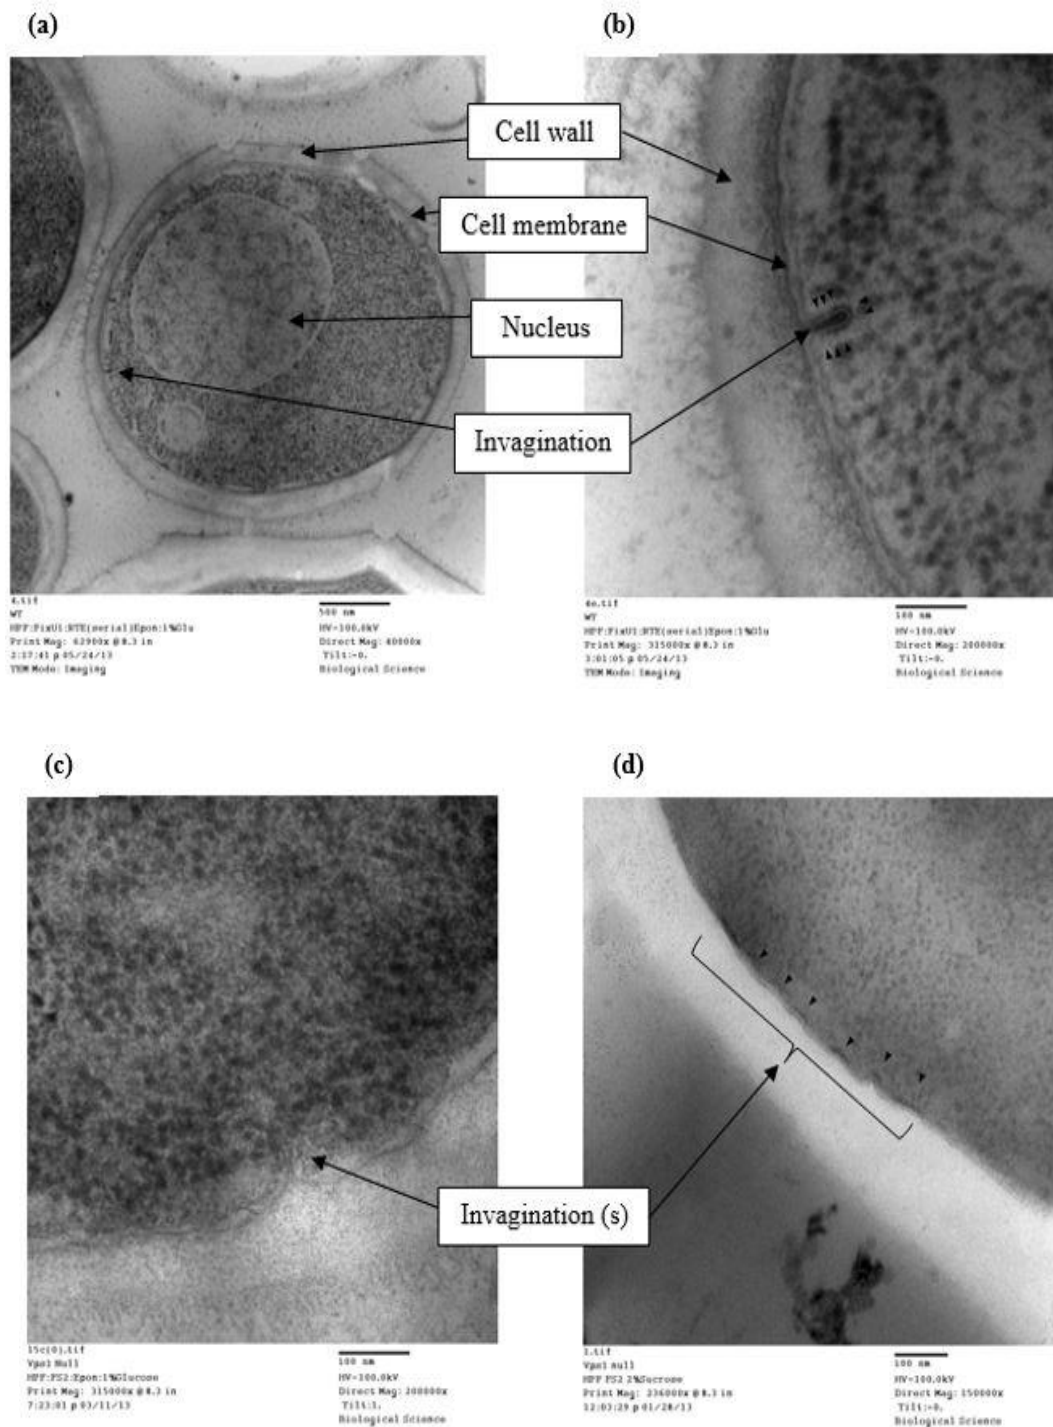 (a)
(b)
Cell wall
Cell membrane
Nucleus
Invagination
4.tif
WT
HPF:FixU1:RTE(serial)Epon:1%Glu
Print Mag: 62900x @ 8.3 in
2:17:41 p 05/24/13
TEM Mode: Imaging
500 nm
HV=100.0kV
Direct Mag: 40000x
Tilt:-0.
Biological Science
WT
HPF:FixU1:RTE(serial)Epon:1%Glu
Print Mag: 315000x @ 8.3 in
3:01:05 p 05/24/13
TEM Mode: Imaging
100 nm
HV=100.0kV
Direct Mag: 200000x
Tilt:-0.
Biological Science
(c)
(d)
Invagination (s)
15c(0).tif
Vps1 Null
HPF:FS2:Epon:1%Glucose
Print Mag: 315000x @ 8.3 in
7:23:01 p 03/11/13
100 nm
HV=100.0kV
Direct Mag: 200000x
Tilt:1.
Biological Science
1.tif
Vps1 null
HPF FS2 2%Sucrose
Print Mag: 236000x @ 8.3 in
12:03:29 p 01/28/13
100 nm
HV=100.0kV
Direct Mag: 150000x
Tilt:-0.
Biological Science